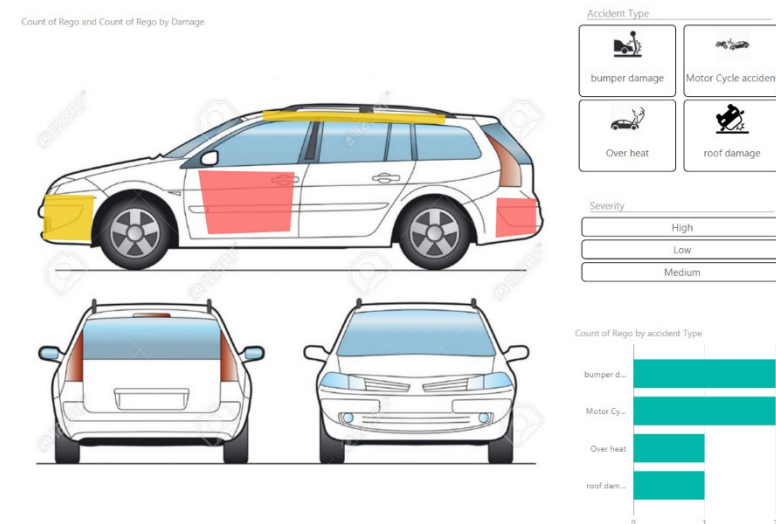 Count of Rego and Count of Rego by Damage
Accident Type
bumper damage
Motor Cycle acciden
Over heat
roof damage
Severity
High
Low
Medium
Count of Rego by accident Type
bumper d...
Motor Cy...
Over heat
roof dam...
0
1